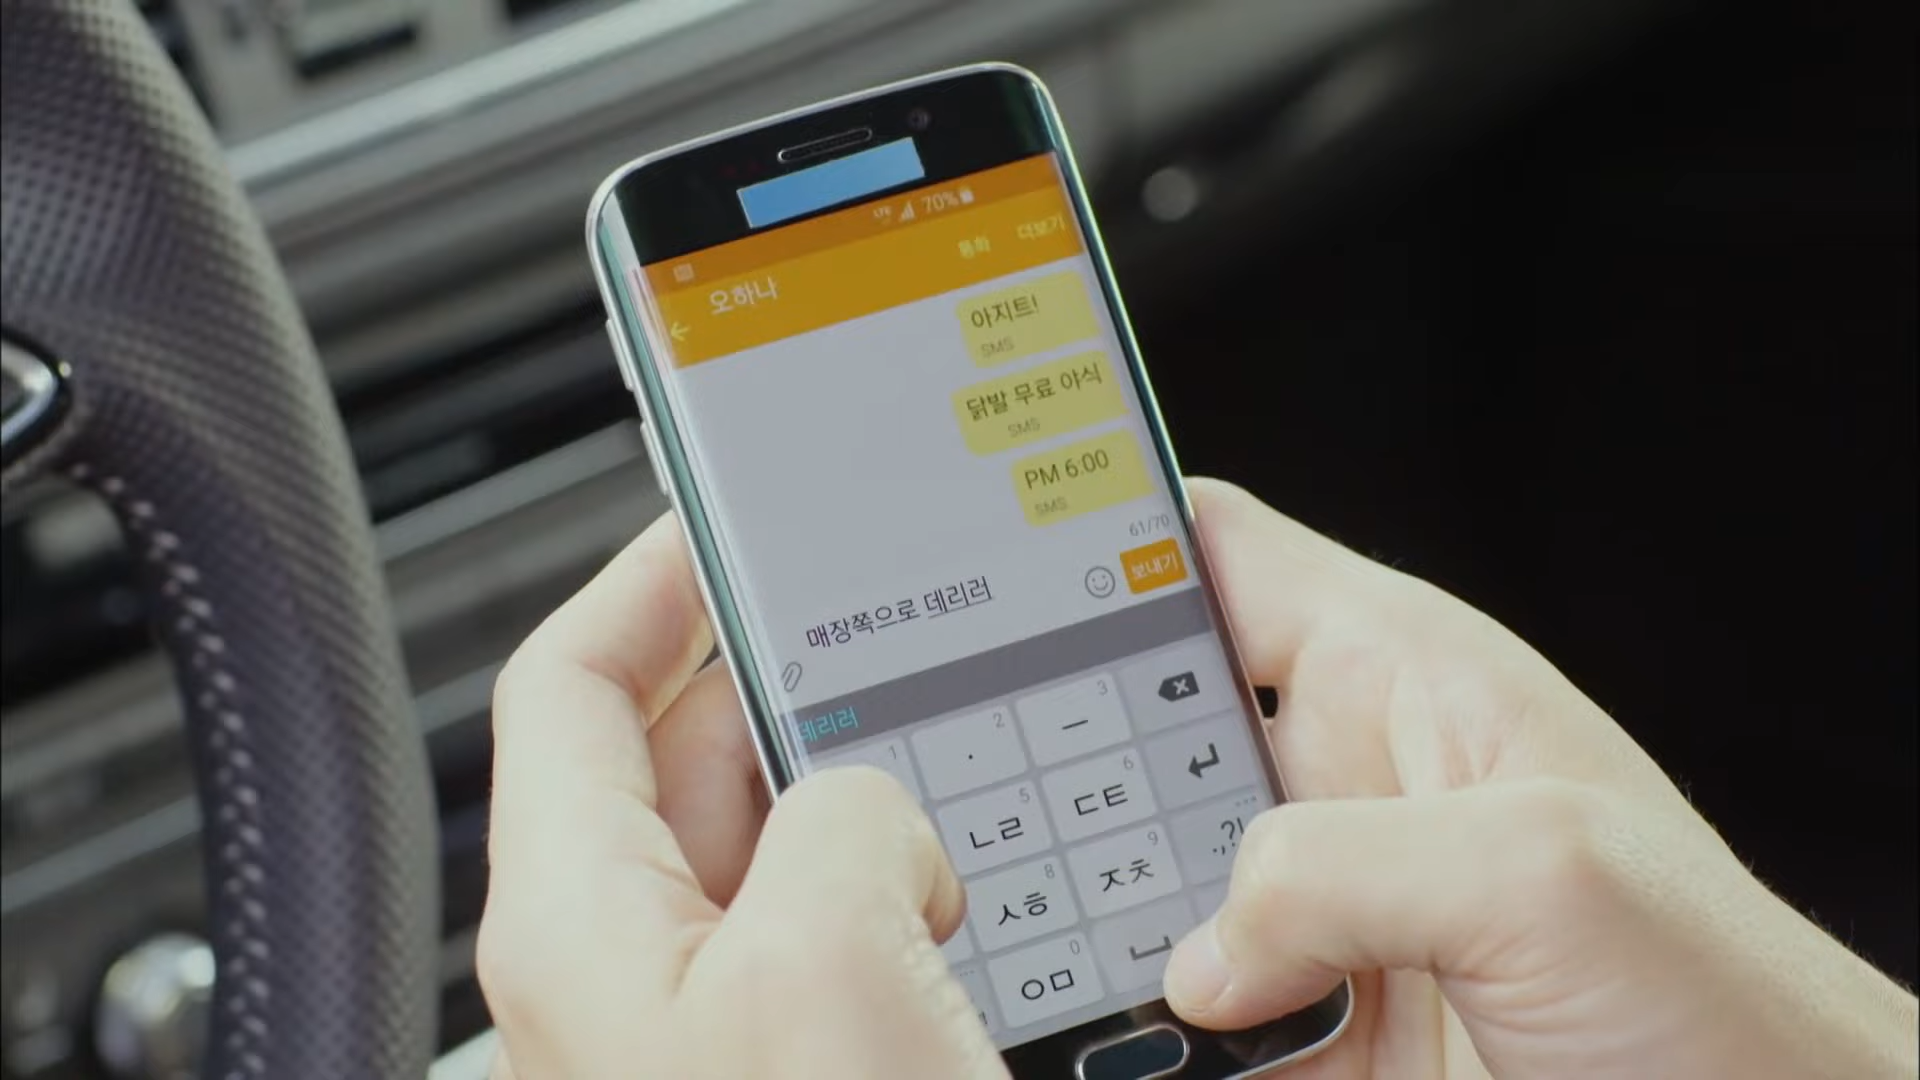 LTE 70%
통화 더보기
오하나
아지트!
SMS
닭발 무료 야식
SMS
PM 6:00
SMS
61/70
보내기
매장쪽으로 데리러
데리러
1 2 3
. ㅡ
5 6
ㄴㄹ ㄷㅌ
8 9
ㅅㅎ ㅈㅊ .,?!
0
ㅇㅁ